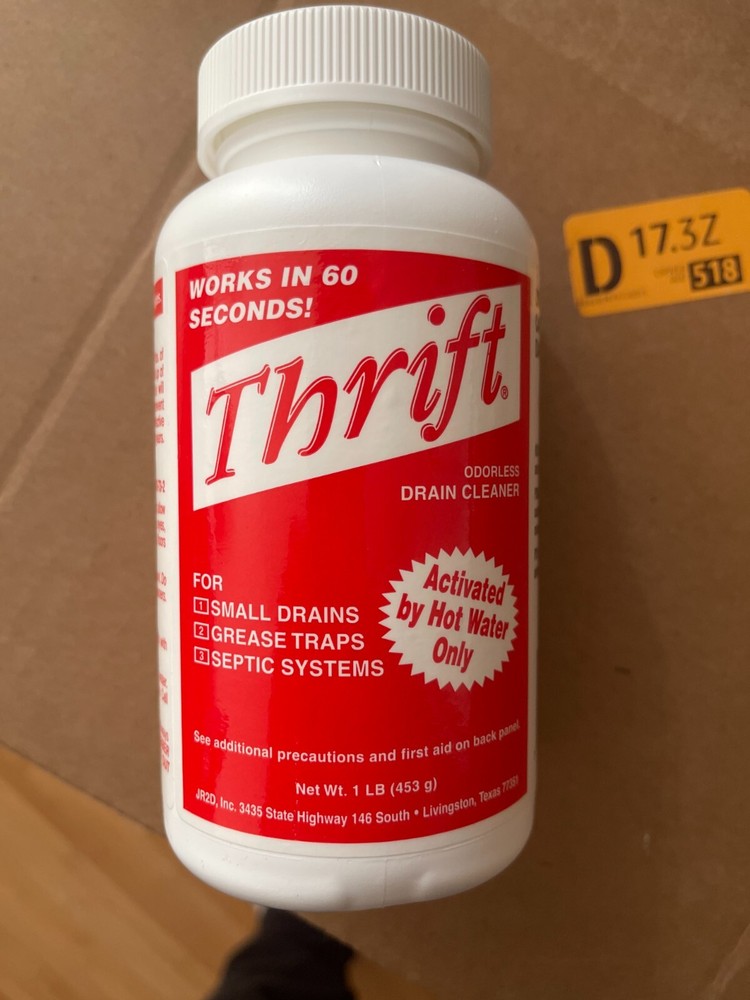 WORKS IN 60
SECONDS!
Thrift®
ODORLESS
DRAIN CLEANER
FOR
1 SMALL DRAINS
2 GREASE TRAPS
3 SEPTIC SYSTEMS
Activated
by Hot Water
Only
See additional precautions and first aid on back panel.
Net Wt. 1 LB (453 g)
JR2D, Inc. 3435 State Highway 146 South • Livingston, Texas 77351
D 17.3Z
518